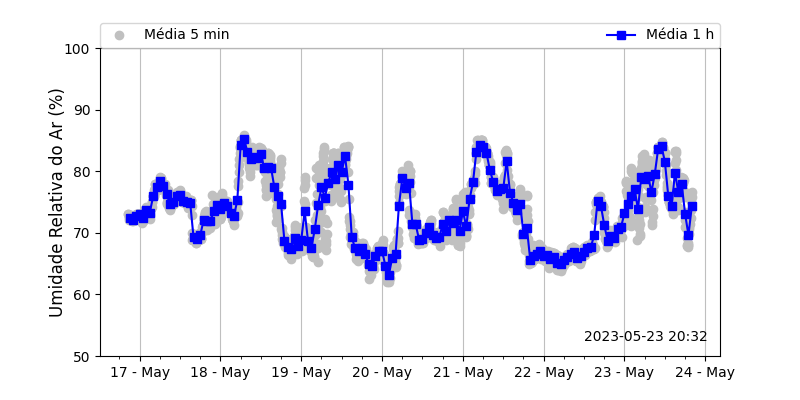 Média 5 min
Média 1 h
Umidade Relativa do Ar (%)
100
90
80
70
60
50
2023-05-23 20:32
17 - May
18 - May
19 - May
20 - May
21 - May
22 - May
23 - May
24 - May